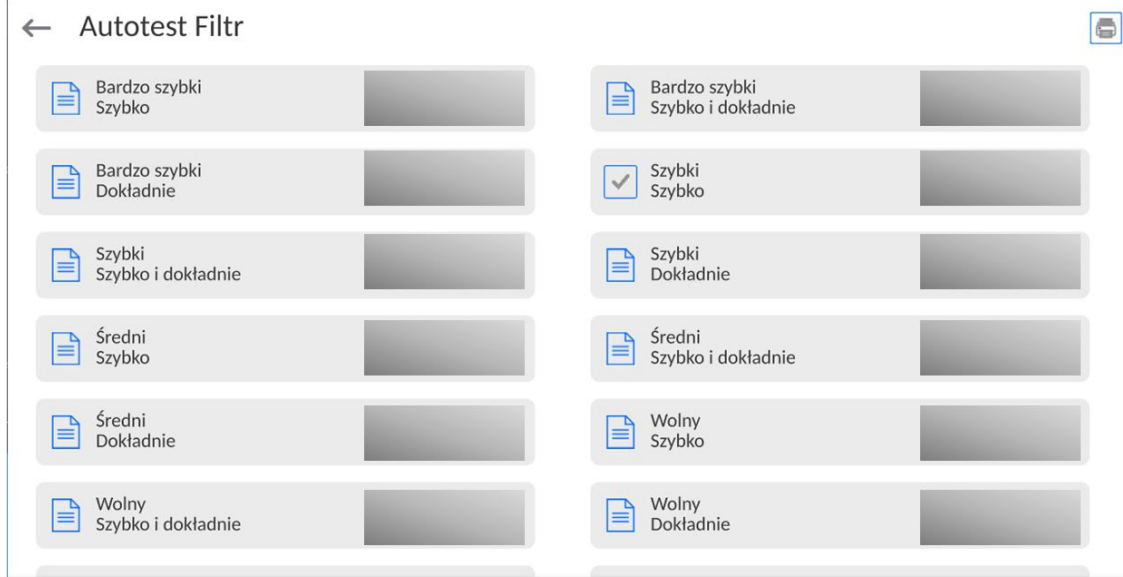 Autotest Filtr
Bardzo szybki
Szybko
Bardzo szybki
Szybko i dokładnie
Bardzo szybki
Dokładnie
Szybki
Szybko
Szybki
Szybko i dokładnie
Szybki
Dokładnie
Średni
Szybko
Średni
Szybko i dokładnie
Średni
Dokładnie
Wolny
Szybko
Wolny
Szybko i dokładnie
Wolny
Dokładnie